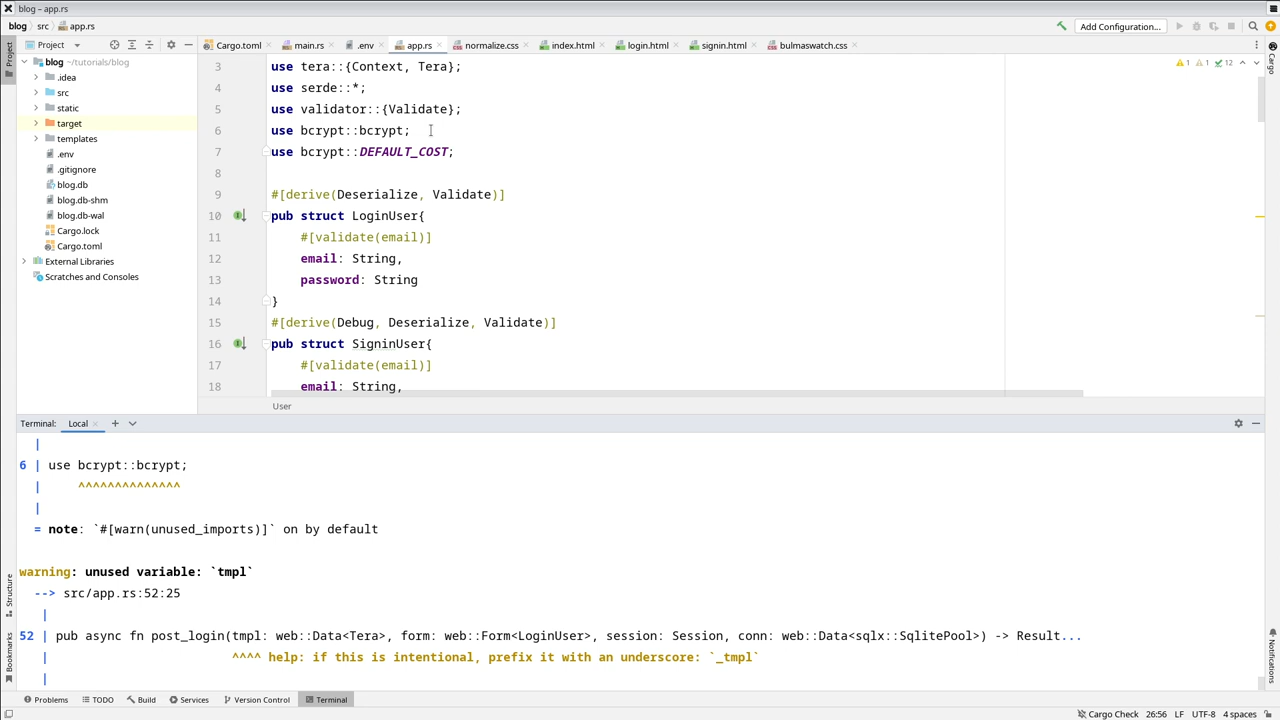 blog – app.rs
blog src app.rs
Add Configuration...
Project
Cargo.toml main.rs .env app.rs normalize.css index.html login.html signin.html bulmaswatch.css
Project
Cargo
blog ~/tutorials/blog
.idea
src
static
target
templates
.env
.gitignore
blog.db
blog.db-shm
blog.db-wal
Cargo.lock
Cargo.toml
External Libraries
Scratches and Consoles
1 1 12
3 use tera::{Context, Tera};
4 use serde::*;
5 use validator::{Validate};
6 use bcrypt::bcrypt;
7 use bcrypt::DEFAULT_COST;
8
9 #[derive(Deserialize, Validate)]
10 pub struct LoginUser{
11 #[validate(email)]
12 email: String,
13 password: String
14 }
15 #[derive(Debug, Deserialize, Validate)]
16 pub struct SigninUser{
17 #[validate(email)]
18 email: String,
User
Terminal: Local
|
6 | use bcrypt::bcrypt;
| ^^^^^^^^^^^^^^
|
= note: `#[warn(unused_imports)]` on by default
warning: unused variable: `tmpl`
--> src/app.rs:52:25
|
52 | pub async fn post_login(tmpl: web::Data<Tera>, form: web::Form<LoginUser>, session: Session, conn: web::Data<sqlx::SqlitePool>) -> Result...
| ^^^^ help: if this is intentional, prefix it with an underscore: `_tmpl`
|
Structure
Bookmarks
Notifications
Problems TODO Build Services Version Control Terminal
Cargo Check 26:56 LF UTF-8 4 spaces